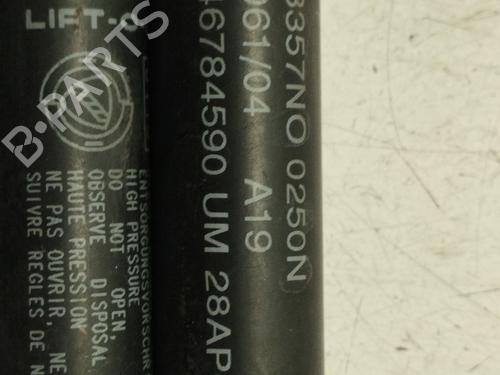 LIFT-o
ENTSORGUNGSVORSCHR
HIGH PRESSURE
DO NOT OPEN,
OBSERVE DISPOSAL
HAUTE PRESSION
NE PAS OUVRIR, NE
SUIVRE REGLES DE N
3357NO 0250N
061/04 A19
46784590 UM 28AP
B-PARTS